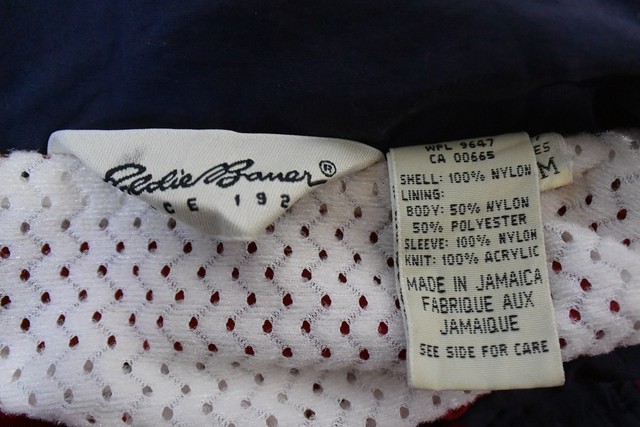 Eddie Bauer®
CE 192
WPL 9647
CA 00665
SHELL: 100% NYLON
LINING:
BODY: 50% NYLON
50% POLYESTER
SLEEVE: 100% NYLON
KNIT: 100% ACRYLIC
MADE IN JAMAICA
FABRIQUE AUX
JAMAIQUE
SEE SIDE FOR CARE
ES
M